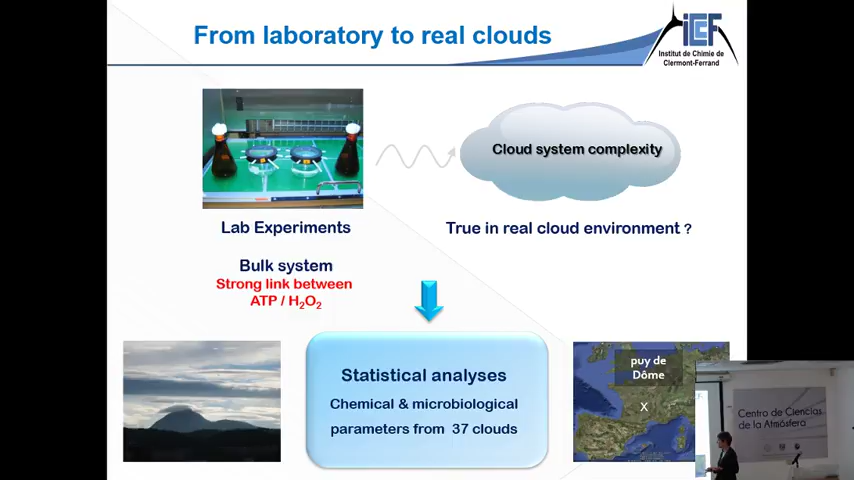 From laboratory to real clouds
iCCF
Institut de Chimie de
Clermont-Ferrand
Cloud system complexity
Lab Experiments
True in real cloud environment ?
Bulk system
Strong link between
ATP / H₂O₂
Statistical analyses
Chemical & microbiological
parameters from 37 clouds
puy de
Dôme
X
Centro de Ciencias
de la Atmósfera